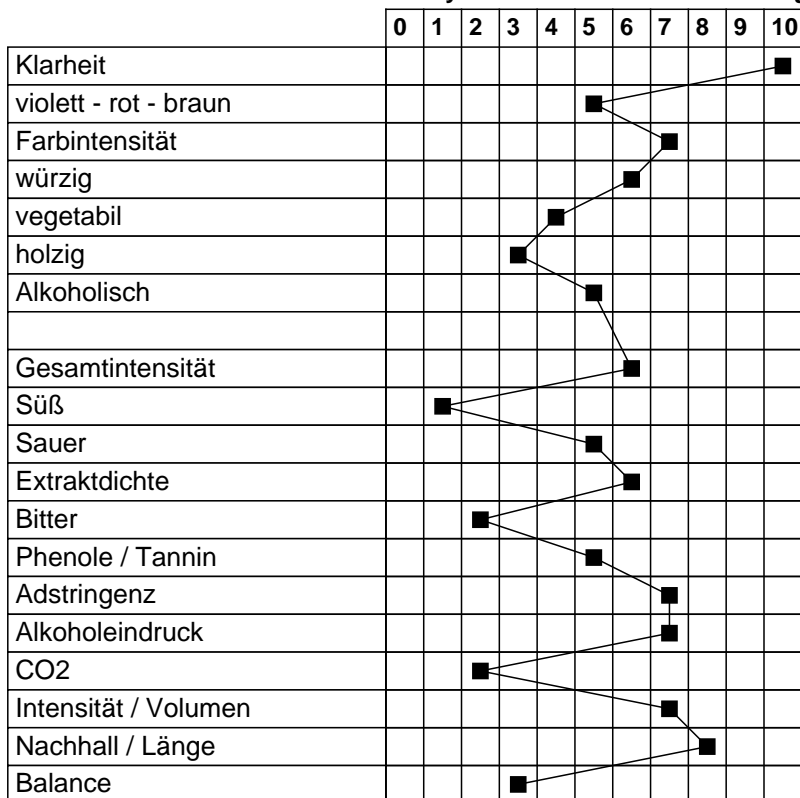 0 1 2 3 4 5 6 7 8 9 10
Klarheit
violett - rot - braun
Farbintensität
würzig
vegetabil
holzig
Alkoholisch
Gesamtintensität
Süß
Sauer
Extraktdichte
Bitter
Phenole / Tannin
Adstringenz
Alkoholeindruck
CO2
Intensität / Volumen
Nachhall / Länge
Balance